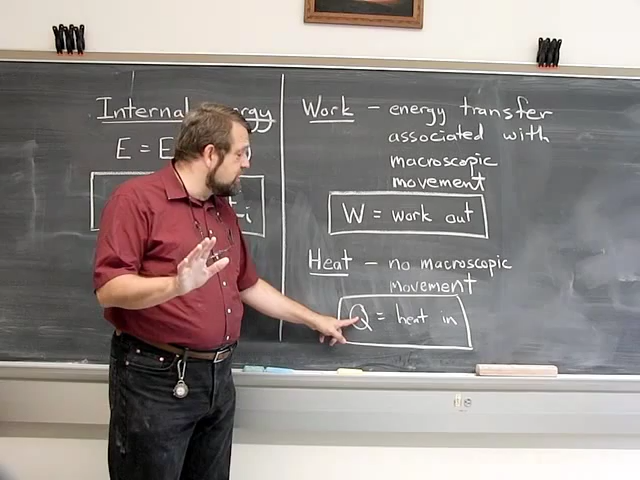 Internal
E = E
Work – energy transfer
associated with
macroscopic
movement
W = work out
Heat – no macroscopic
movement
Q = heat in